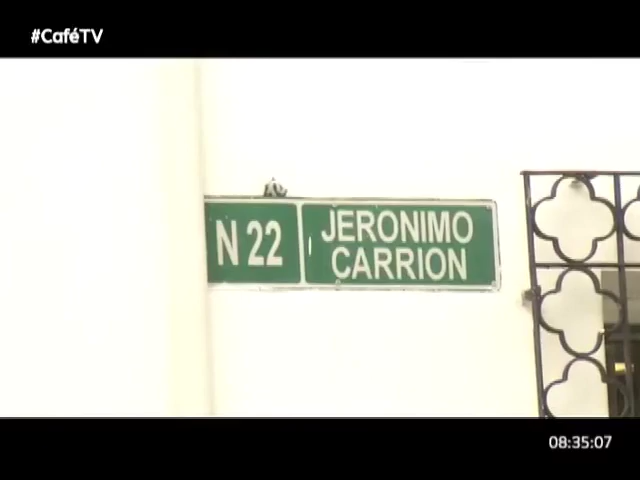 #CaféTV
N 22
JERONIMO
CARRION
08:35:07